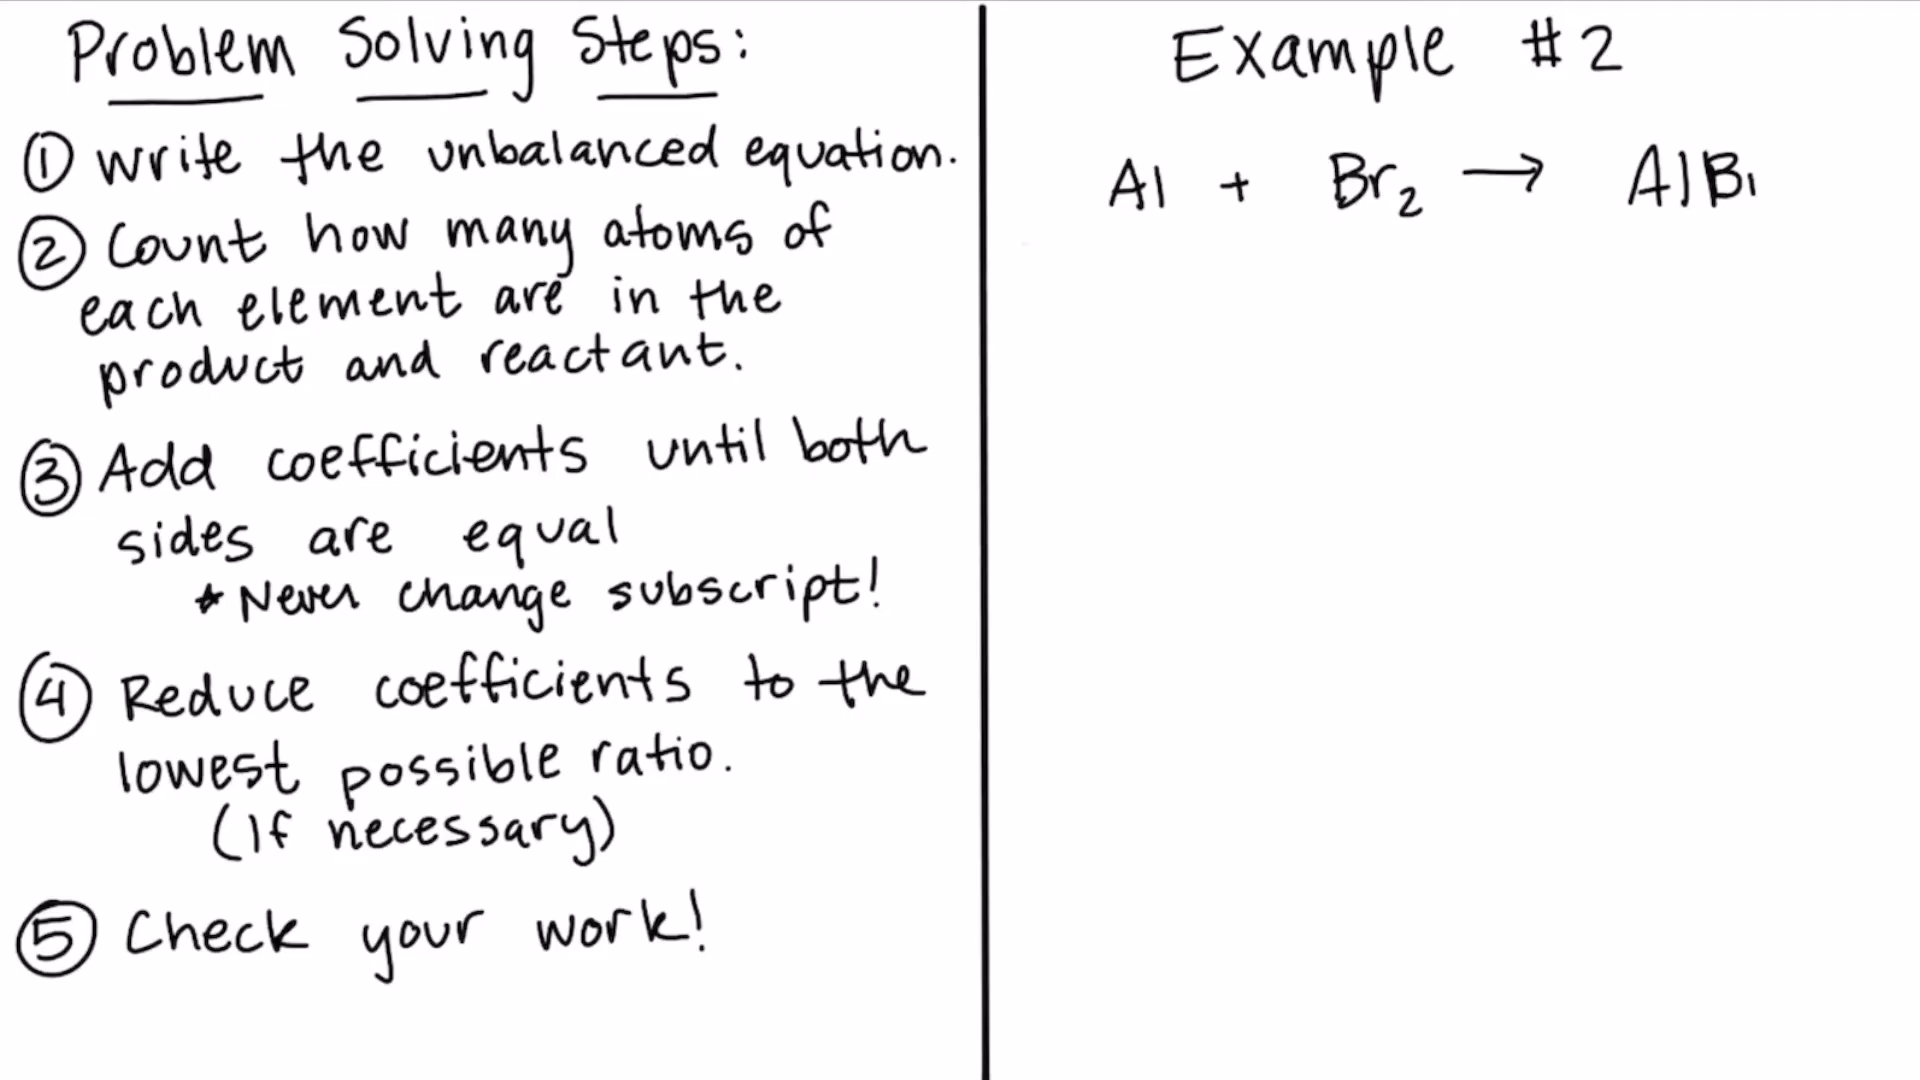 Problem Solving Steps:
① Write the unbalanced equation.
② Count how many atoms of
each element are in the
product and reactant.
③ Add coefficients until both
sides are equal
* Never change subscript!
④ Reduce coefficients to the
lowest possible ratio.
(If necessary)
⑤ Check your work!
Example #2
Al + Br₂ → AlBı